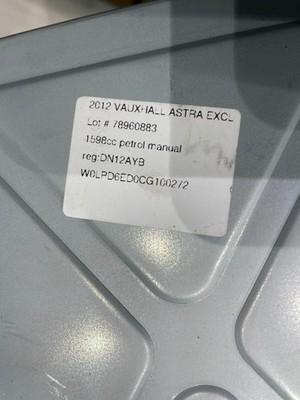 2012 VAUXHALL ASTRA EXCL
Lot # 78960883
1598cc petrol manual
reg:DN12AYB
W0LPD6ED0CG100272